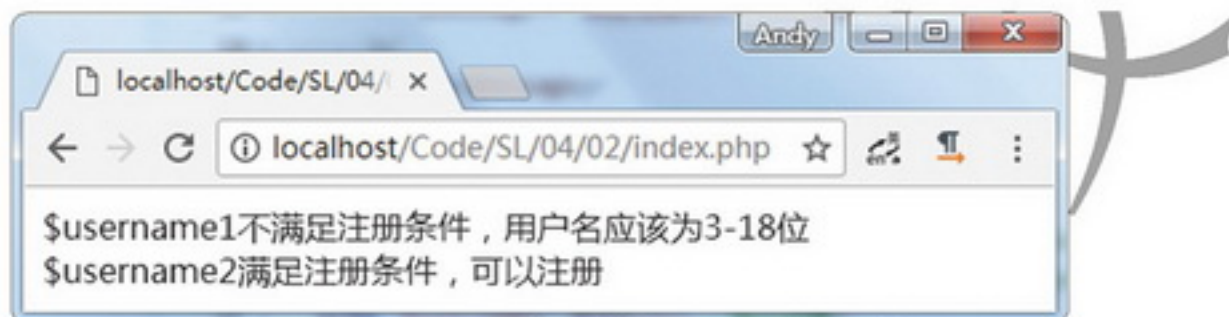 Andy
localhost/Code/SL/04/
localhost/Code/SL/04/02/index.php
$username1不满足注册条件，用户名应该为3-18位
$username2满足注册条件，可以注册